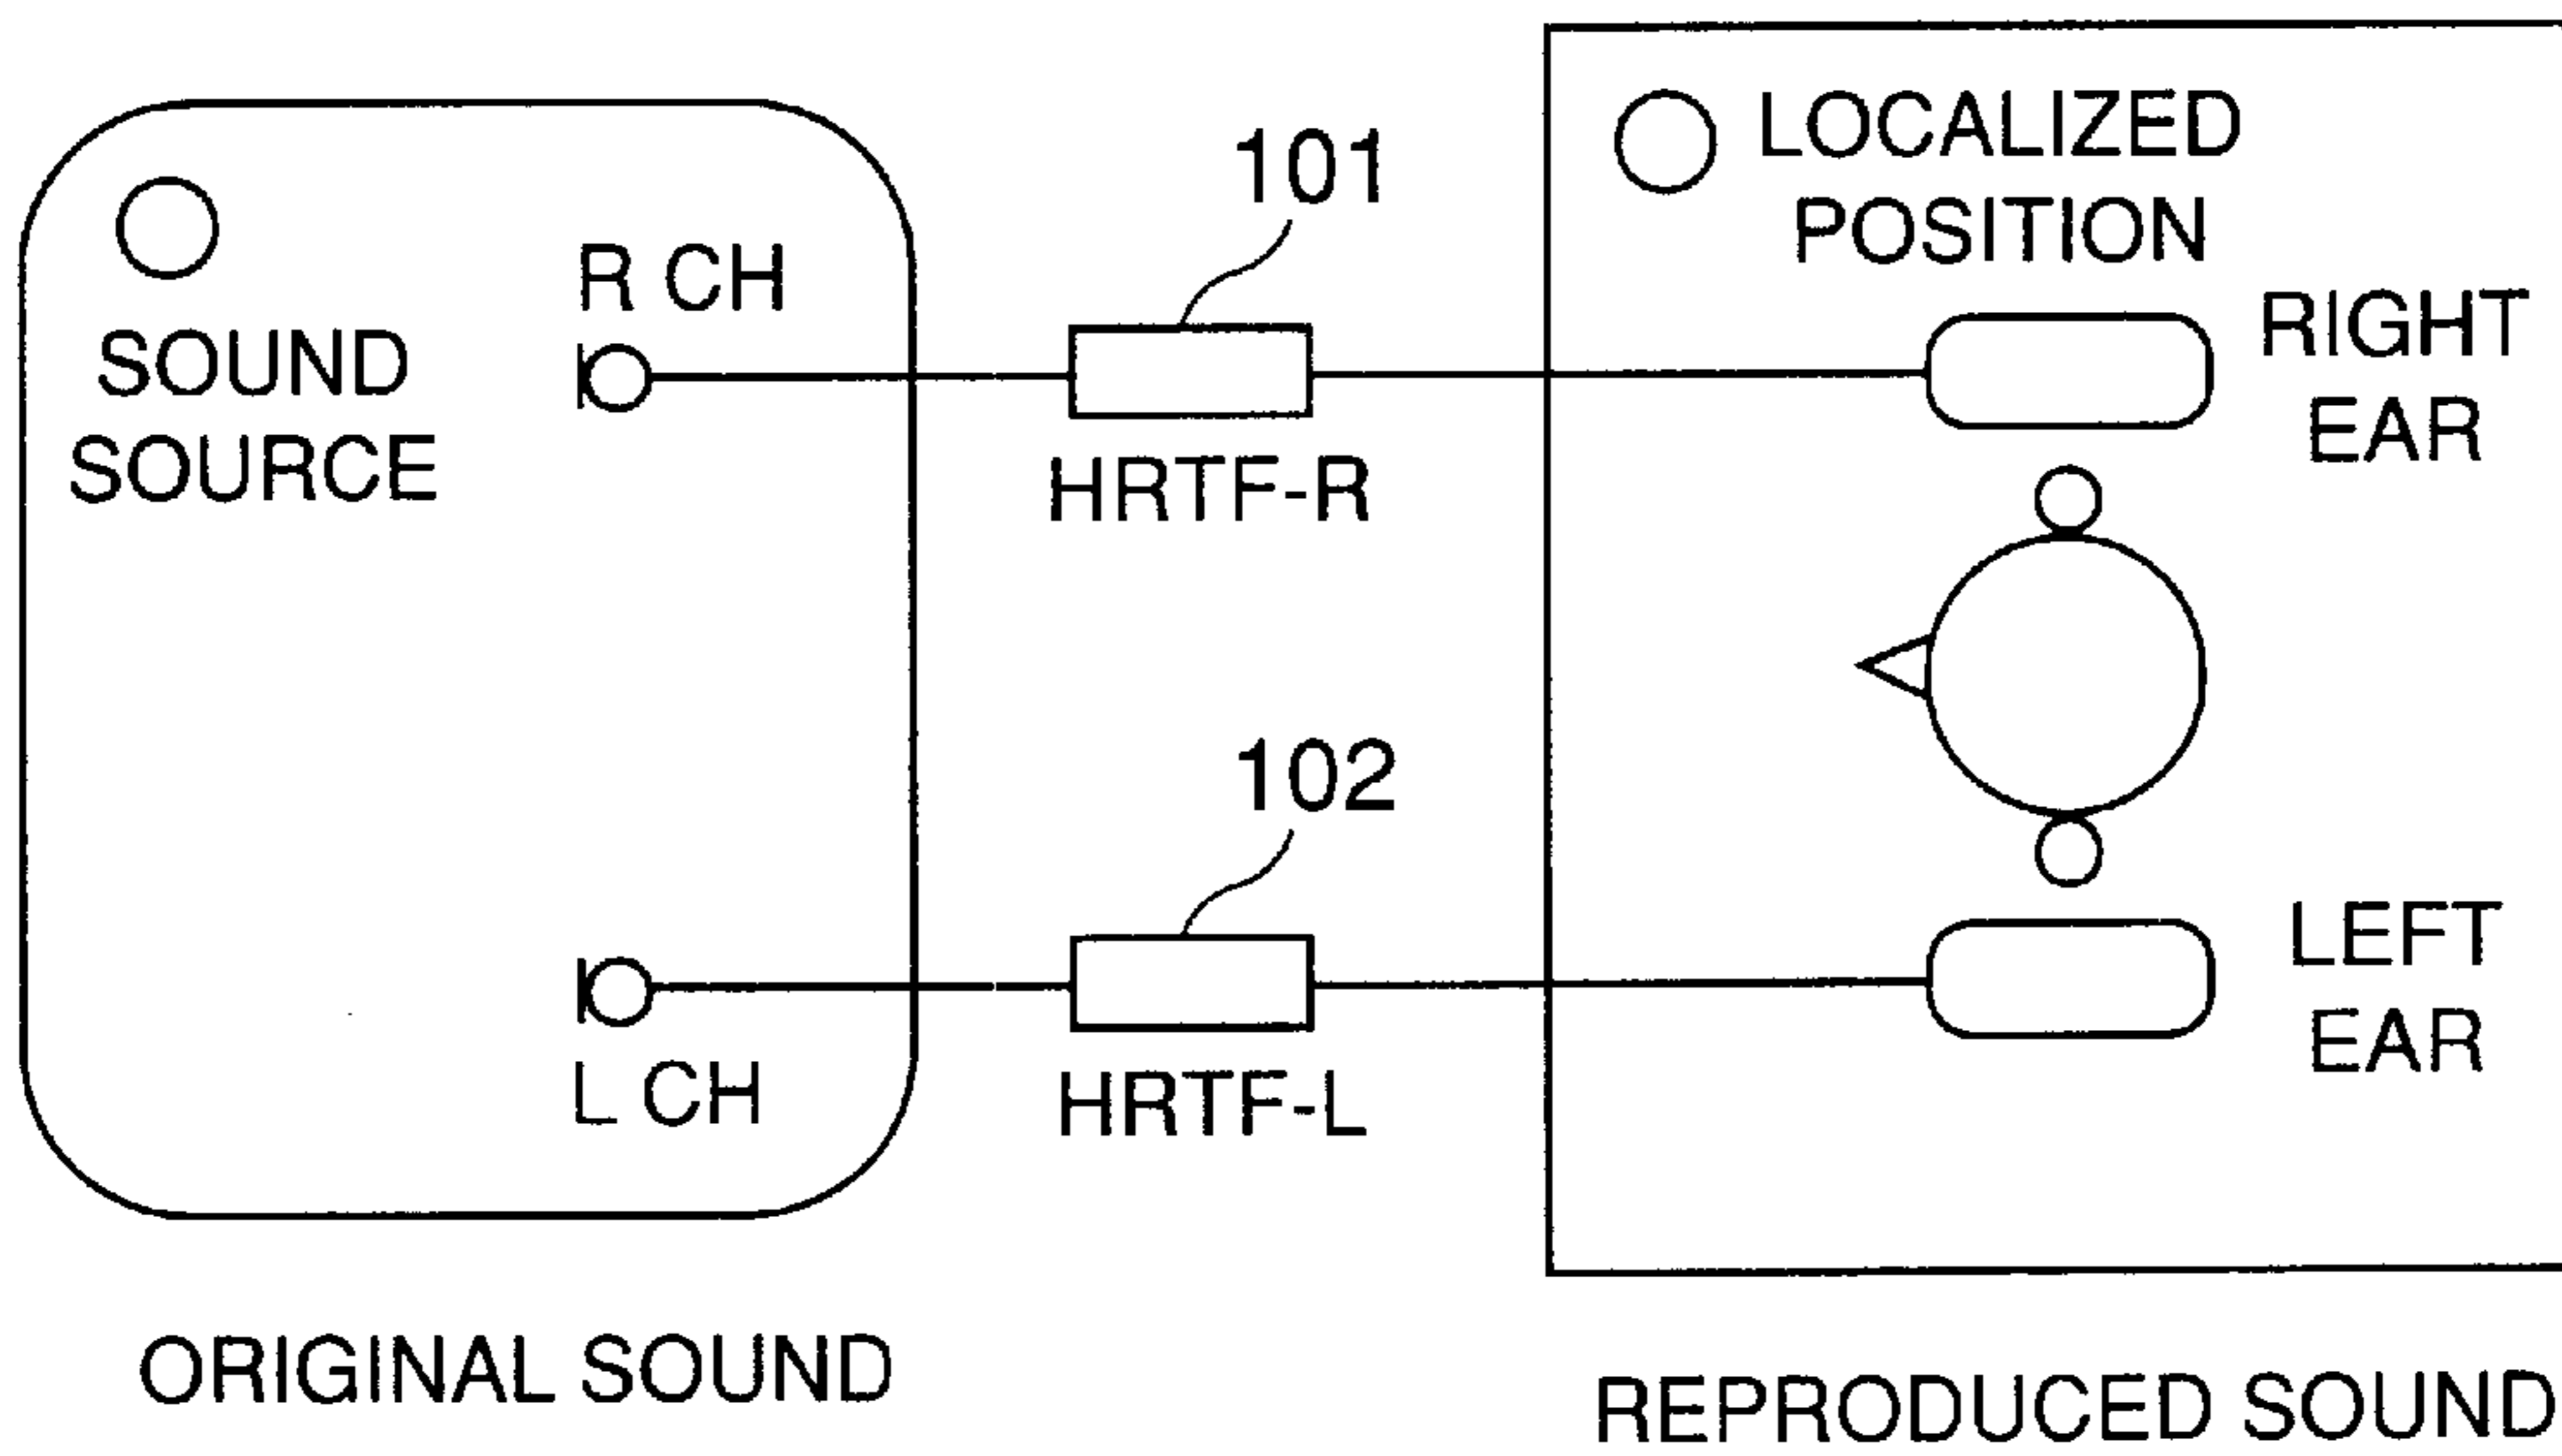 SOUND
SOURCE
R CH
L CH
ORIGINAL SOUND
101
HRTF-R
102
HRTF-L
LOCALIZED
POSITION
RIGHT
EAR
LEFT
EAR
REPRODUCED SOUND